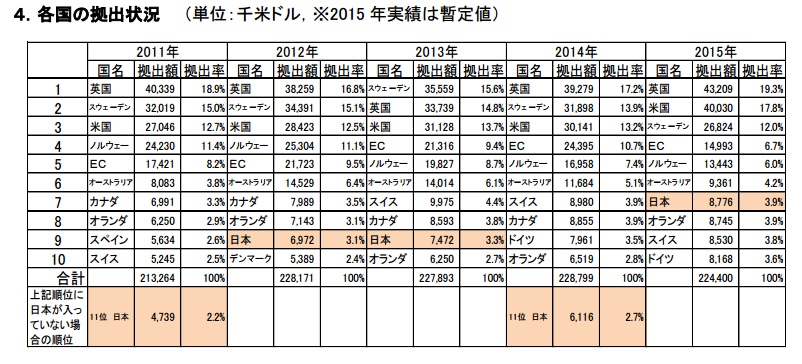 4．各国の拠出状況　（単位：千米ドル，※2015年実績は暫定値）
2011年 2012年 2013年 2014年 2015年
国名 拠出額 拠出率 国名 拠出額 拠出率 国名 拠出額 拠出率 国名 拠出額 拠出率 国名 拠出額 拠出率
1 英国 40,339 18.9% 英国 38,259 16.8% スウェーデン 35,559 15.6% 英国 39,279 17.2% 英国 43,209 19.3%
2 スウェーデン 32,019 15.0% スウェーデン 34,391 15.1% 英国 33,739 14.8% スウェーデン 31,898 13.9% 米国 40,030 17.8%
3 米国 27,046 12.7% 米国 28,423 12.5% 米国 31,128 13.7% 米国 30,141 13.2% スウェーデン 26,824 12.0%
4 ノルウェー 24,230 11.4% ノルウェー 25,304 11.1% EC 21,316 9.4% EC 24,395 10.7% EC 14,993 6.7%
5 EC 17,421 8.2% EC 21,723 9.5% ノルウェー 19,827 8.7% ノルウェー 16,958 7.4% ノルウェー 13,443 6.0%
6 オーストラリア 8,083 3.8% オーストラリア 14,529 6.4% オーストラリア 14,014 6.1% オーストラリア 11,684 5.1% オーストラリア 9,361 4.2%
7 カナダ 6,991 3.3% カナダ 7,989 3.5% スイス 9,975 4.4% スイス 8,980 3.9% 日本 8,776 3.9%
8 オランダ 6,250 2.9% オランダ 7,143 3.1% カナダ 8,593 3.8% カナダ 8,855 3.9% オランダ 8,745 3.9%
9 スペイン 5,634 2.6% 日本 6,972 3.1% 日本 7,472 3.3% ドイツ 7,961 3.5% スイス 8,530 3.8%
10 スイス 5,245 2.5% デンマーク 5,389 2.4% オランダ 6,250 2.7% オランダ 6,519 2.8% ドイツ 8,168 3.6%
合計 213,264 100% 228,171 100% 227,893 100% 228,799 100% 224,400 100%
上記順位に
日本が入っ
ていない場
合の順位
11位 日本 4,739 2.2% 11位 日本 6,116 2.7%